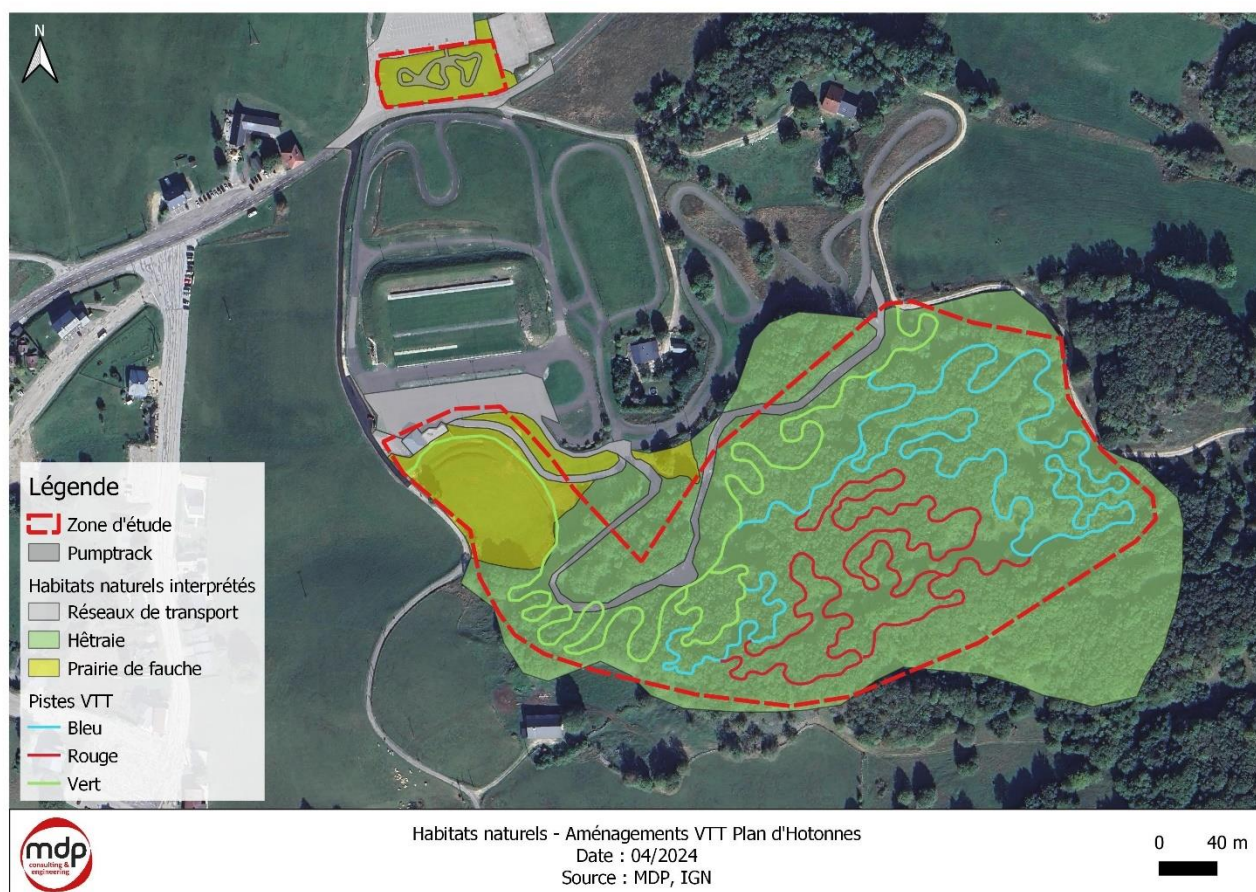 N
Légende
Zone d'étude
Pumptrack
Habitats naturels interprétés
Réseaux de transport
Hêtraie
Prairie de fauche
Pistes VTT
Bleu
Rouge
Vert
mdp
consulting &
engineering
Habitats naturels - Aménagements VTT Plan d'Hotonnes
Date : 04/2024
Source : MDP, IGN
0 40 m